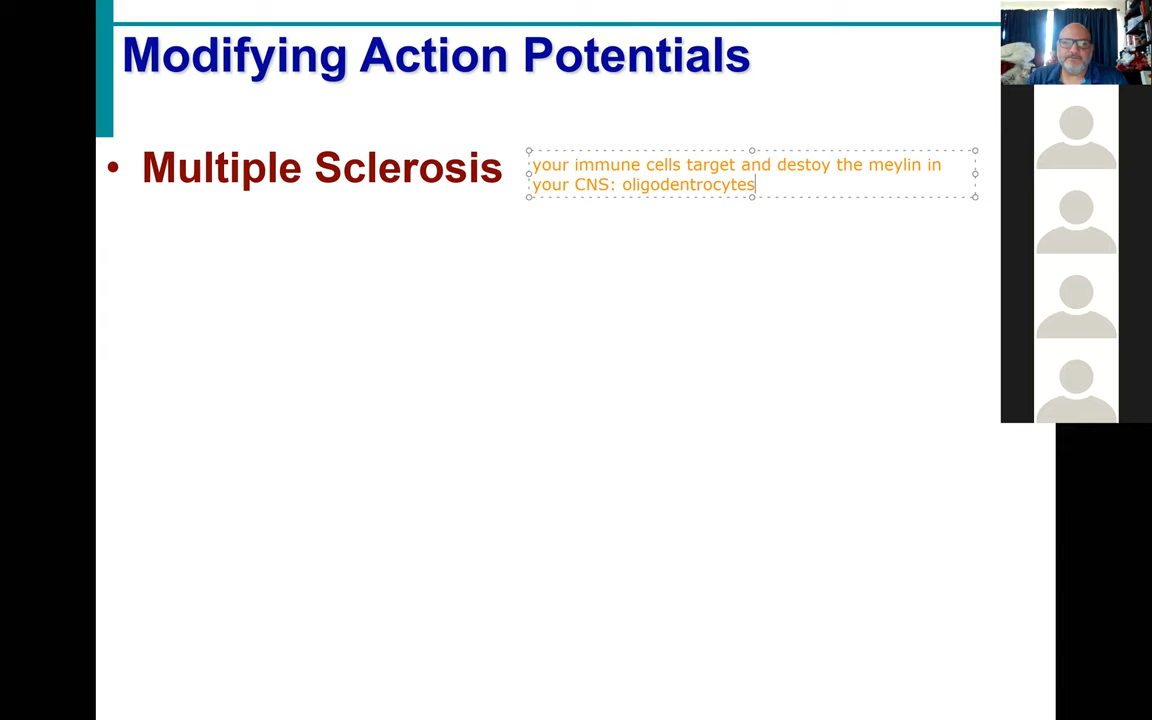 Modifying Action Potentials
• Multiple Sclerosis
your immune cells target and destoy the meylin in
your CNS: oligodentrocytes